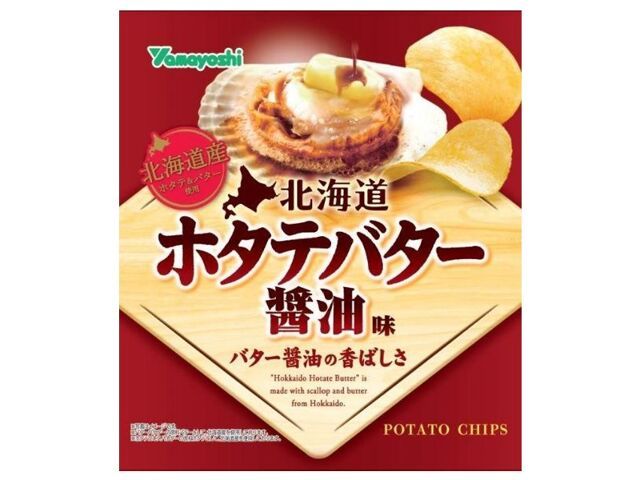 Yamayoshi
北海道産
ホタテ&バター
使用
北海道
ホタテバター
醤油味
バター醤油の香ばしさ
"Hokkaido Hotate Butter" is
made with scallop and butter
from Hokkaido.
POTATO CHIPS